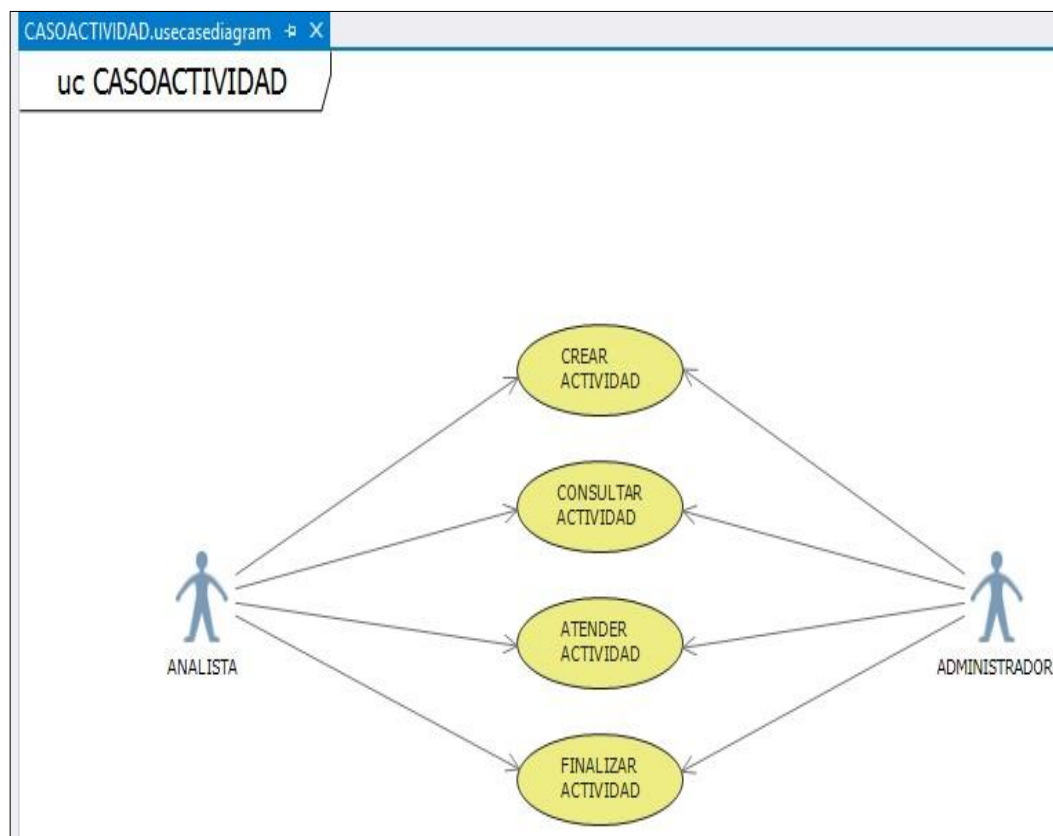 CASOACTIVIDAD.usecasediagram
uc CASOACTIVIDAD
CREAR
ACTIVIDAD
CONSULTAR
ACTIVIDAD
ATENDER
ACTIVIDAD
ANALISTA
ADMINISTRADOR
FINALIZAR
ACTIVIDAD